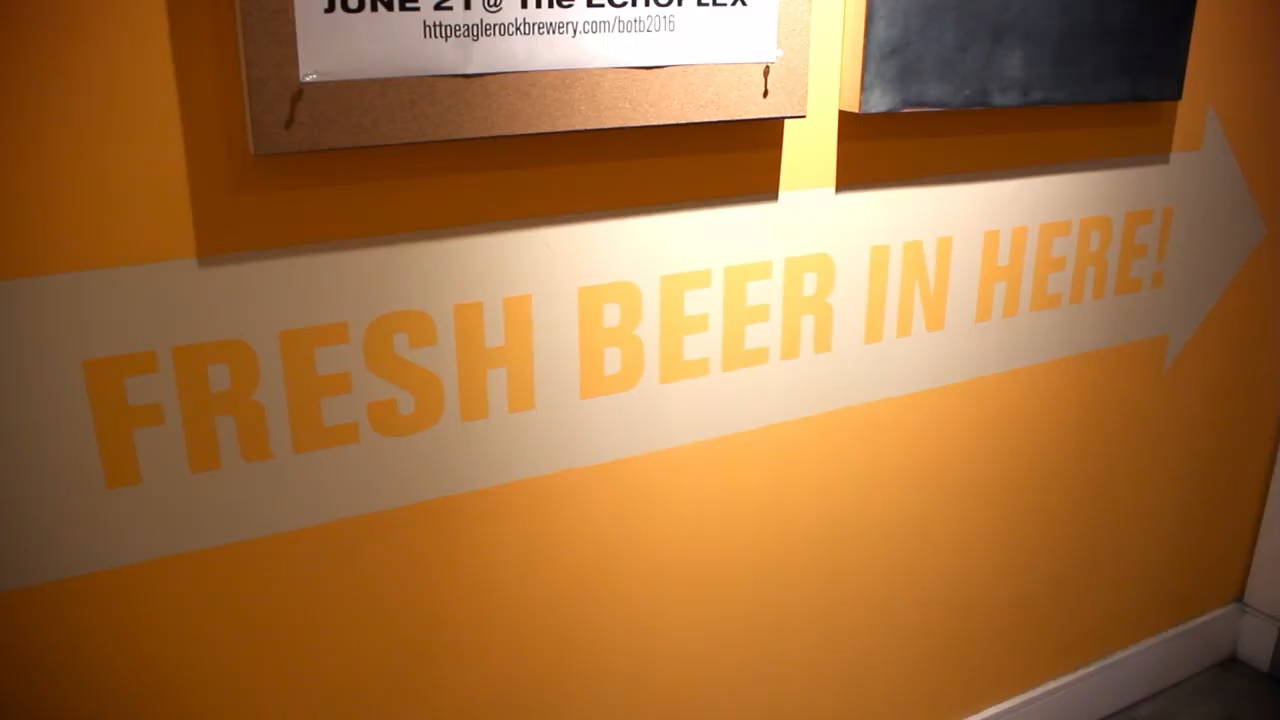 JUNE 21 @ The ECHOPLEX
httpeaglerockbrewery.com/botb2016
FRESH BEER IN HERE!